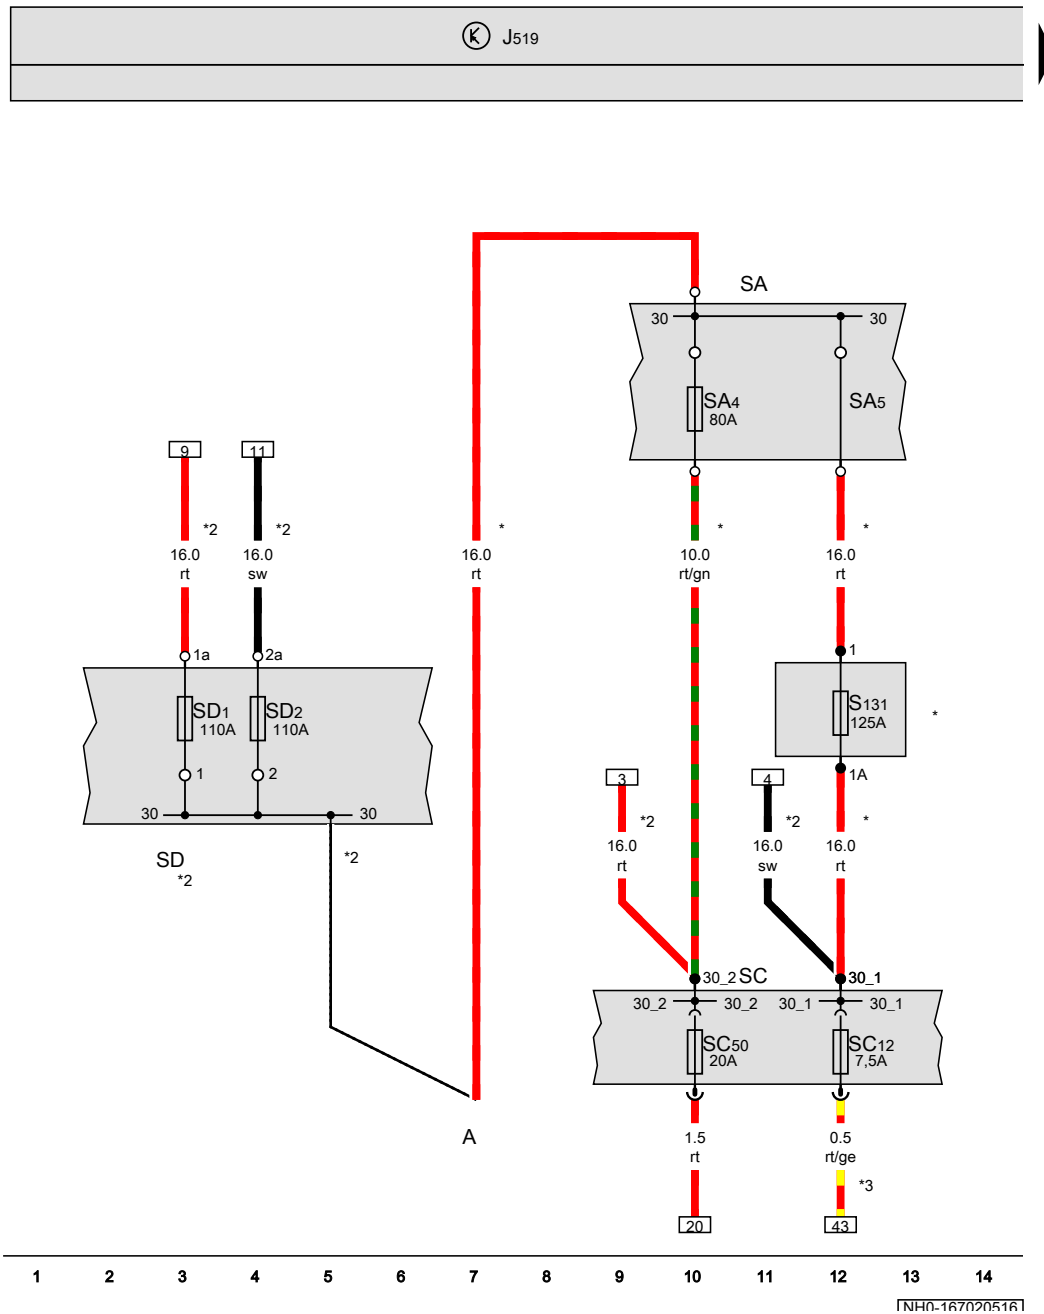 J519
SA
30
30
SA4
80A
SA5
9
11
*2
*2
*
*
*
16.0
rt
16.0
sw
16.0
rt
10.0
rt/gn
16.0
rt
1a
2a
1
SD1
110A
SD2
110A
S131
125A
*
1
2
3
4
1A
30
30
*2
*2
*
SD
*2
*2
16.0
rt
16.0
sw
16.0
rt
30_2
SC
30_1
30_2
30_2
30_1
30_1
SC50
20A
SC12
7,5A
A
1.5
rt
0.5
rt/ge
*3
20
43
1 2 3 4 5 6 7 8 9 10 11 12 13 14
NH0-167020516